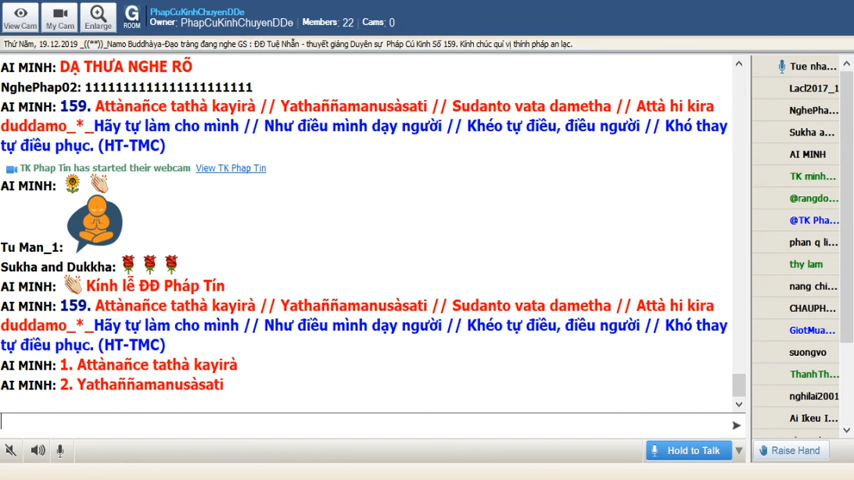 View Cam
My Cam
Enlarge
G
ROOM
PhapCuKinhChuyenDDe
Owner: PhapCuKinhChuyenDDe Members: 22 Cams: 0
Thứ Năm, 19.12.2019 _((**))_Namo Buddhàya-Đạo tràng đang nghe GS : ĐĐ Tuệ Nhẫn - thuyết giảng Duyên sự Pháp Cú Kinh Số 159. Kính chúc quí vị thính pháp an lạc.
AI MINH: DẠ THƯA NGHE RÕ
NghePhap02: 1111111111111111111111
AI MINH: 159. Attànañce tathà kayirà // Yathaññamanusàsati // Sudanto vata dametha // Attà hi kira
duddamo_*_Hãy tự làm cho mình // Như điều mình dạy người // Khéo tự điều, điều người // Khó thay
tự điều phục. (HT-TMC)
TK Phap Tin has started their webcam View TK Phap Tin
AI MINH:
Tu Man_1:
Sukha and Dukkha:
AI MINH: Kính lễ ĐĐ Pháp Tín
AI MINH: 159. Attànañce tathà kayirà // Yathaññamanusàsati // Sudanto vata dametha // Attà hi kira
duddamo_*_Hãy tự làm cho mình // Như điều mình dạy người // Khéo tự điều, điều người // Khó thay
tự điều phục. (HT-TMC)
AI MINH: 1. Attànañce tathà kayirà
AI MINH: 2. Yathaññamanusàsati
Hold to Talk
Tue nha...
Lacl2017_1
NghePha...
Sukha a...
AI MINH
TK minh...
@rangdo...
@TK Pha...
phan q li...
thy lam
nang chi...
CHAUPH...
GiotMua...
suongvo
ThanhTh...
nghilai2001
Ai Ikeu I...
Raise Hand